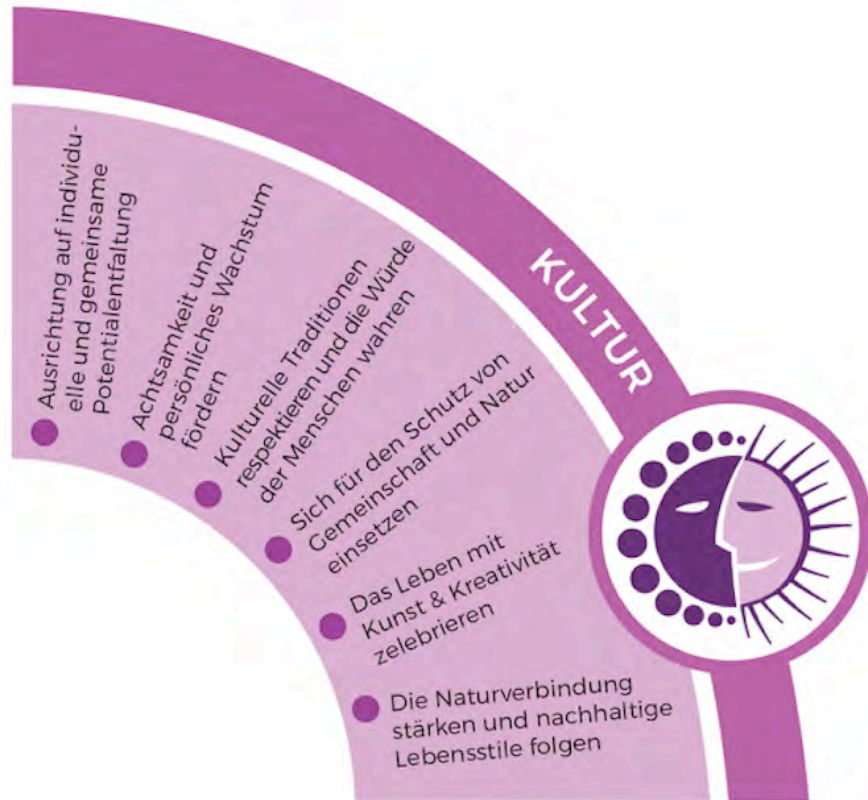 KULTUR
Ausrichtung auf individu-
elle und gemeinsame
Potentialentfaltung
Achtsamkeit und
persönliches Wachstum
fördern
Kulturelle Traditionen
respektieren und die Würde
der Menschen wahren
Sich für den Schutz von
Gemeinschaft und Natur
einsetzen
Das Leben mit
Kunst & Kreativität
zelebrieren
Die Naturverbindung
stärken und nachhaltige
Lebensstile folgen